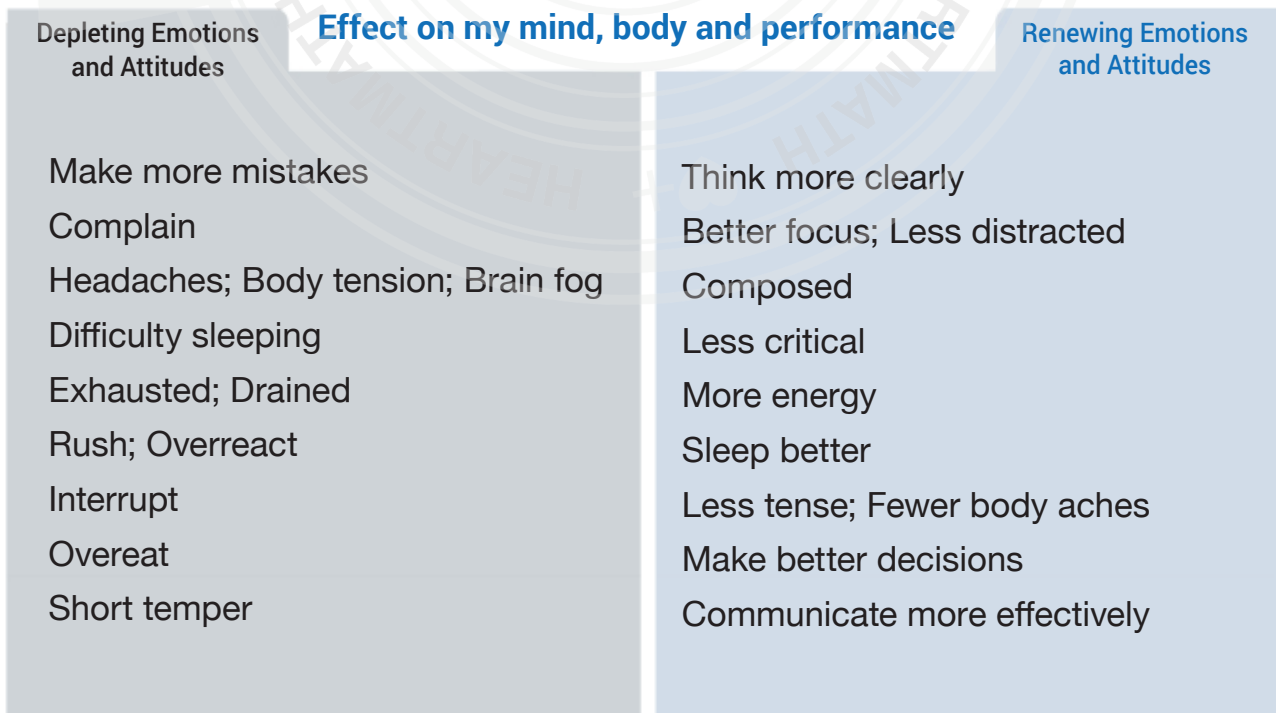 Effect on my mind, body and performance
Depleting Emotions
and Attitudes
Make more mistakes
Complain
Headaches; Body tension; Brain fog
Difficulty sleeping
Exhausted; Drained
Rush; Overreact
Interrupt
Overeat
Short temper
Renewing Emotions
and Attitudes
Think more clearly
Better focus; Less distracted
Composed
Less critical
More energy
Sleep better
Less tense; Fewer body aches
Make better decisions
Communicate more effectively
HEARTMATH